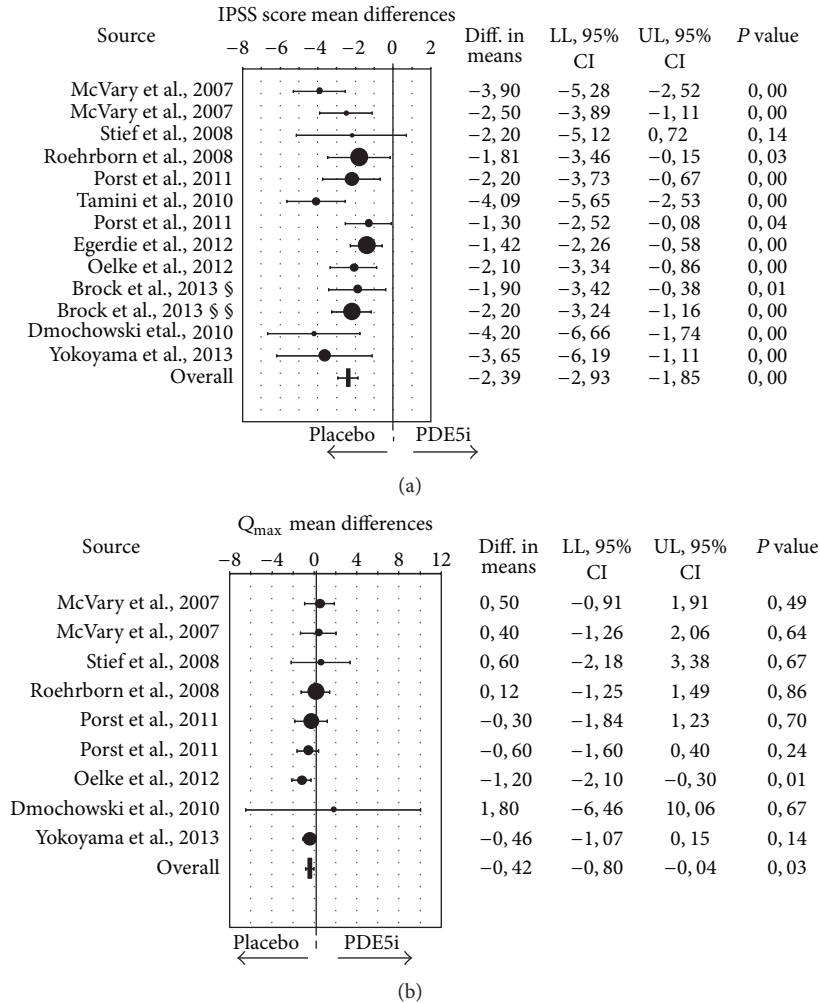 IPSS score mean differences
Source −8 −6 −4 −2 0 2 Diff. in means LL, 95% CI UL, 95% CI P value
McVary et al., 2007 −3, 90 −5, 28 −2, 52 0, 00
McVary et al., 2007 −2, 50 −3, 89 −1, 11 0, 00
Stief et al., 2008 −2, 20 −5, 12 0, 72 0, 14
Roehrborn et al., 2008 −1, 81 −3, 46 −0, 15 0, 03
Porst et al., 2011 −2, 20 −3, 73 −0, 67 0, 00
Tamini et al., 2010 −4, 09 −5, 65 −2, 53 0, 00
Porst et al., 2011 −1, 30 −2, 52 −0, 08 0, 04
Egerdie et al., 2012 −1, 42 −2, 26 −0, 58 0, 00
Oelke et al., 2012 −2, 10 −3, 34 −0, 86 0, 00
Brock et al., 2013 § −1, 90 −3, 42 −0, 38 0, 01
Brock et al., 2013 § § −2, 20 −3, 24 −1, 16 0, 00
Dmochowski etal., 2010 −4, 20 −6, 66 −1, 74 0, 00
Yokoyama et al., 2013 −3, 65 −6, 19 −1, 11 0, 00
Overall −2, 39 −2, 93 −1, 85 0, 00
Placebo PDE5i
(a)
Qmax mean differences
Source −8 −4 0 4 8 12 Diff. in means LL, 95% CI UL, 95% CI P value
McVary et al., 2007 0, 50 −0, 91 1, 91 0, 49
McVary et al., 2007 0, 40 −1, 26 2, 06 0, 64
Stief et al., 2008 0, 60 −2, 18 3, 38 0, 67
Roehrborn et al., 2008 0, 12 −1, 25 1, 49 0, 86
Porst et al., 2011 −0, 30 −1, 84 1, 23 0, 70
Porst et al., 2011 −0, 60 −1, 60 0, 40 0, 24
Oelke et al., 2012 −1, 20 −2, 10 −0, 30 0, 01
Dmochowski et al., 2010 1, 80 −6, 46 10, 06 0, 67
Yokoyama et al., 2013 −0, 46 −1, 07 0, 15 0, 14
Overall −0, 42 −0, 80 −0, 04 0, 03
Placebo PDE5i
(b)